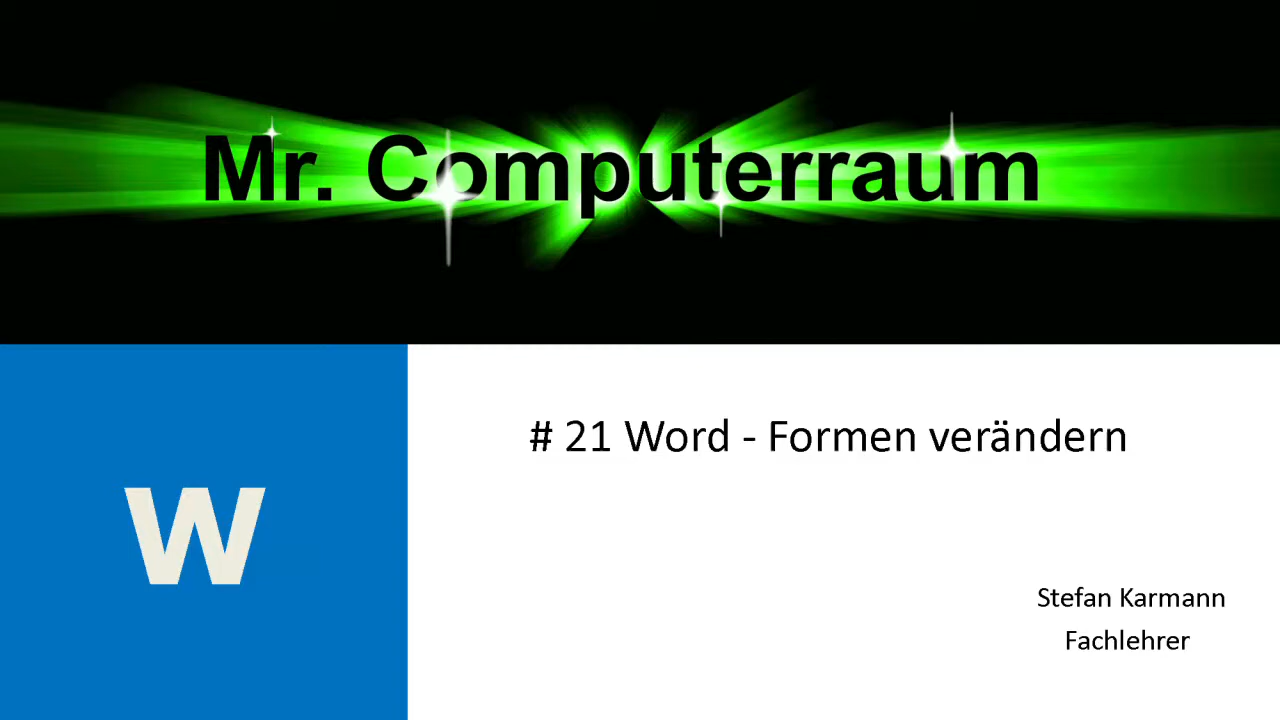 Mr. Computerraum
# 21 Word - Formen verändern
W
Stefan Karmann
Fachlehrer